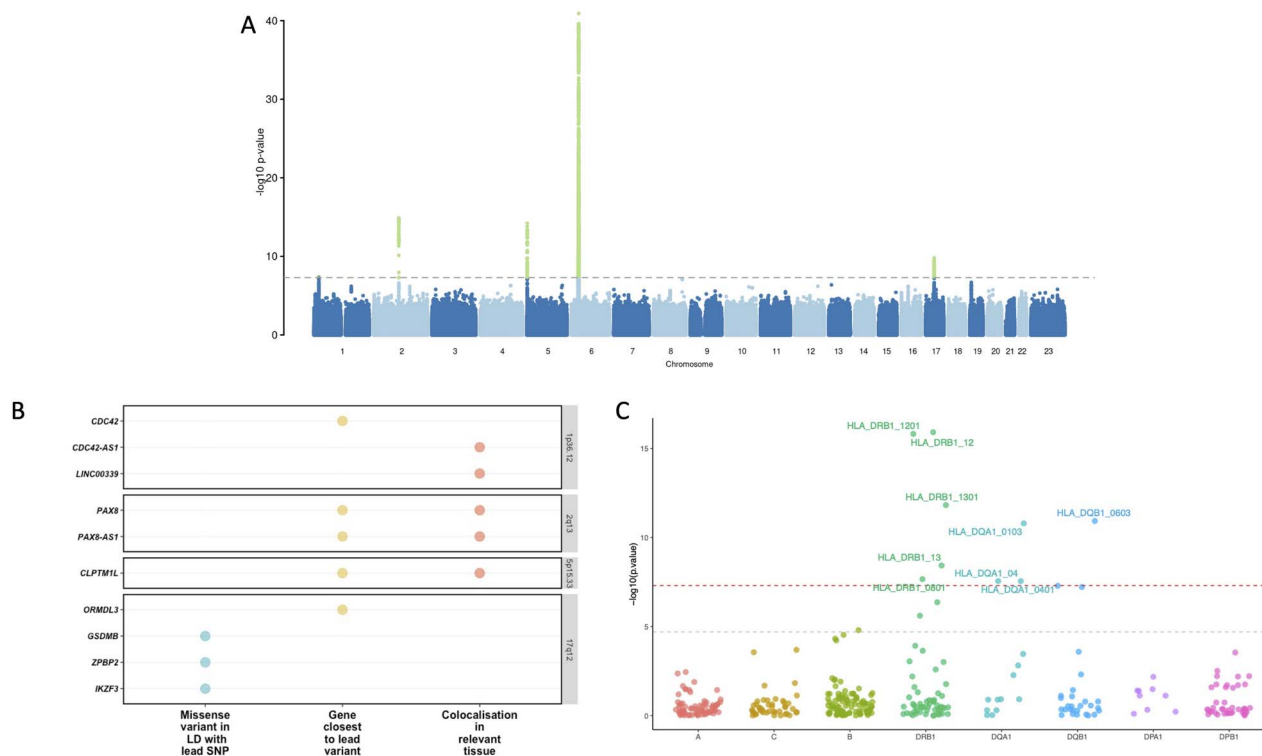 A
40
30
20
10
0
-log10 p-value
1 2 3 4 5 6 7 8 9 10 11 12 13 14 15 16 17 18 19 20 21 22 23
Chromosome
B
CDC42
CDC42-AS1
LINC00339
1p36.12
PAX8
PAX8-AS1
2q13
CLPTM1L
5p15.33
ORMDL3
GSDMB
ZPBP2
IKZF3
17q12
Missense
variant in
LD with
lead SNP
Gene
closest
to lead
variant
Colocalisation
in
relevant
tissue
C
15
10
5
0
−log10(p.value)
HLA_DRB1_1201
HLA_DRB1_12
HLA_DRB1_1301
HLA_DQB1_0603
HLA_DQA1_0103
HLA_DRB1_13
HLA_DQA1_04
HLA_DRB1_0801
HLA_DQA1_0401
A C B DRB1 DQA1 DQB1 DPA1 DPB1